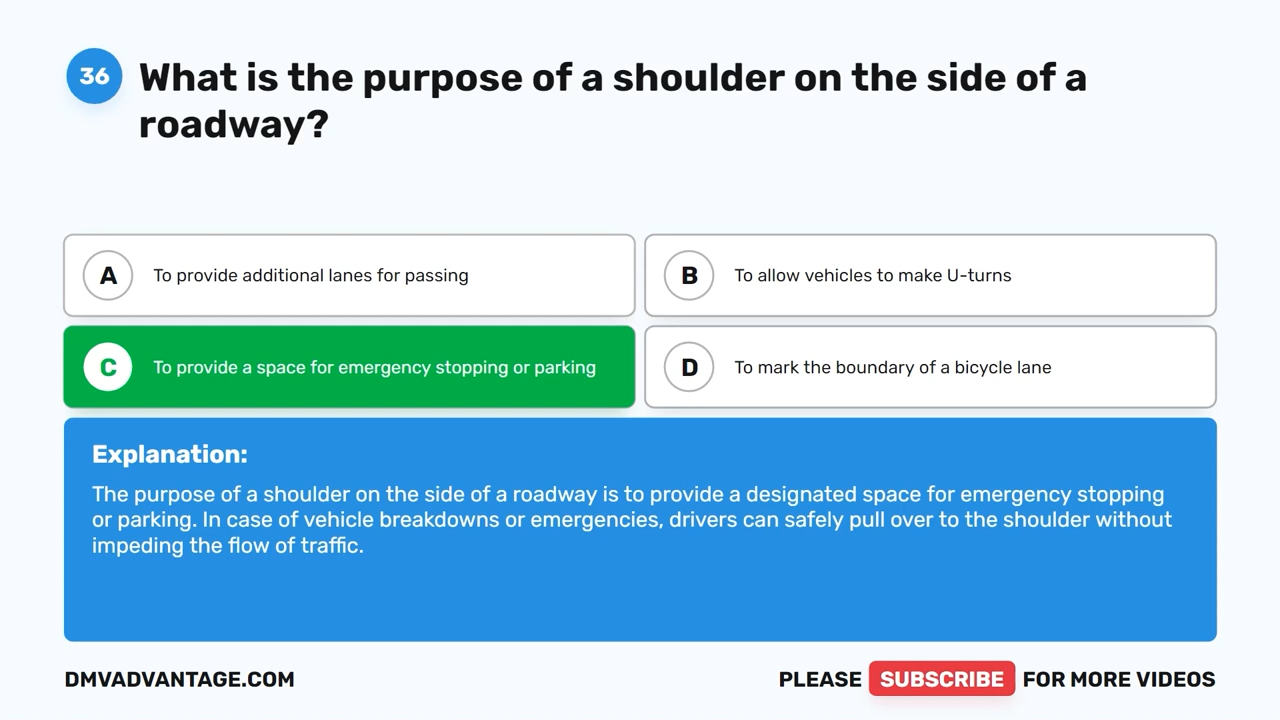 36
What is the purpose of a shoulder on the side of a
roadway?
A To provide additional lanes for passing
B To allow vehicles to make U-turns
C To provide a space for emergency stopping or parking
D To mark the boundary of a bicycle lane
Explanation:
The purpose of a shoulder on the side of a roadway is to provide a designated space for emergency stopping
or parking. In case of vehicle breakdowns or emergencies, drivers can safely pull over to the shoulder without
impeding the flow of traffic.
DMVADVANTAGE.COM
PLEASE SUBSCRIBE FOR MORE VIDEOS